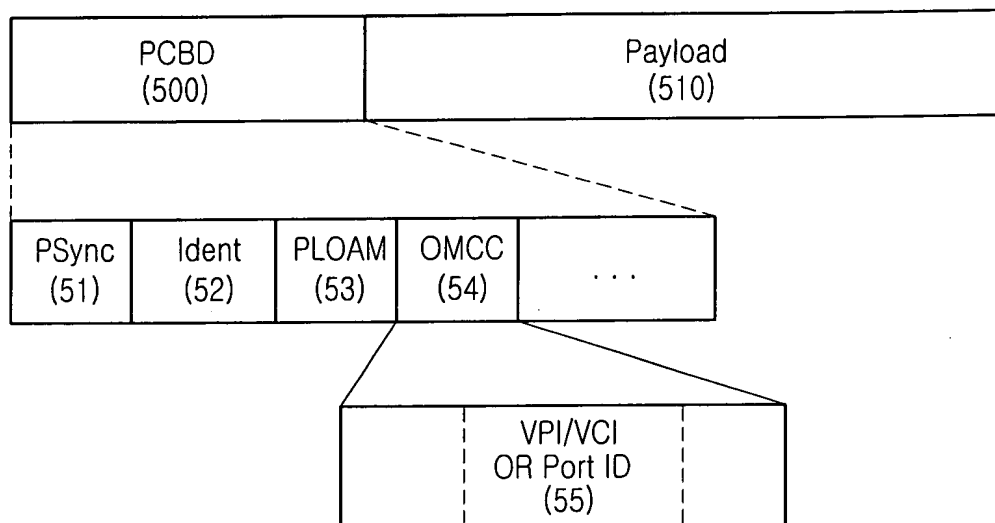 PCBD
(500)
Payload
(510)
PSync
(51)
Ident
(52)
PLOAM
(53)
OMCC
(54)
...
VPI/VCI
OR Port ID
(55)